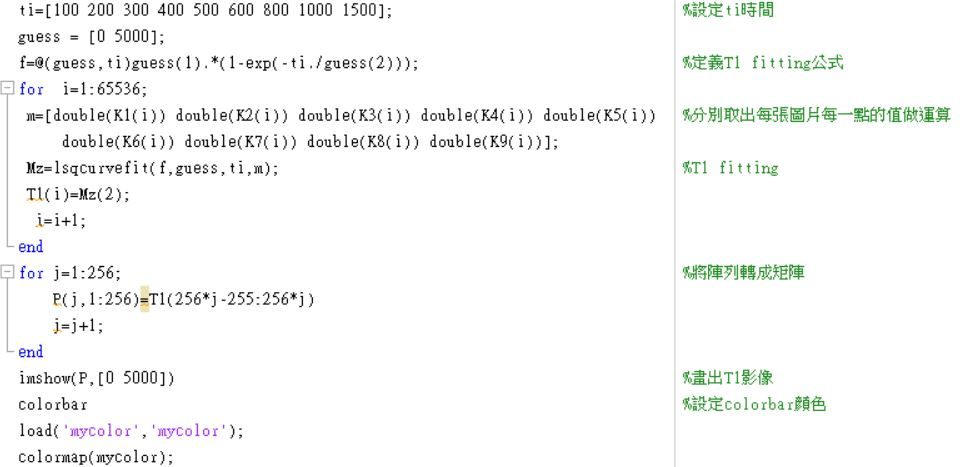 ti=[100 200 300 400 500 600 800 1000 1500]; %設定ti時間
guess = [0 5000];
f=@(guess,ti)guess(1).*(1-exp(-ti./guess(2))); %定義T1 fitting公式
for i=1:65536;
m=[double(K1(i)) double(K2(i)) double(K3(i)) double(K4(i)) double(K5(i)) %分別取出每張圖片每一點的值做運算
double(K6(i)) double(K7(i)) double(K8(i)) double(K9(i))];
Mz=lsqcurvefit(f,guess,ti,m); %T1 fitting
T1(i)=Mz(2);
i=i+1;
end
for j=1:256; %將陣列轉成矩陣
P(j,1:256)=T1(256*j-255:256*j)
j=j+1;
end
imshow(P,[0 5000]) %畫出T1影像
colorbar %設定colorbar顏色
load('mycolor','mycolor');
colormap(mycolor);